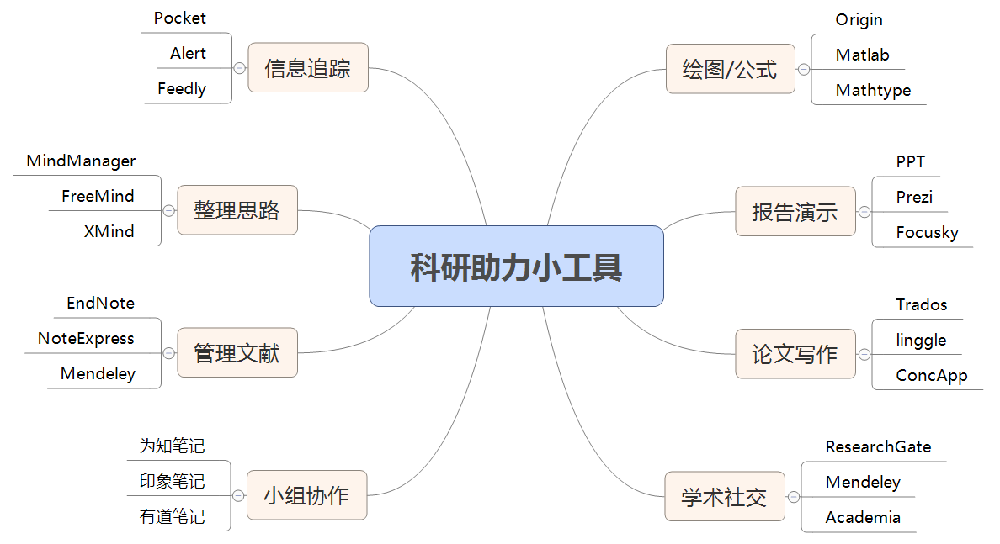 科研助力小工具
信息追踪
Pocket
Alert
Feedly
整理思路
MindManager
FreeMind
XMind
管理文献
EndNote
NoteExpress
Mendeley
小组协作
为知笔记
印象笔记
有道笔记
绘图/公式
Origin
Matlab
Mathtype
报告演示
PPT
Prezi
Focusky
论文写作
Trados
linggle
ConcApp
学术社交
ResearchGate
Mendeley
Academia